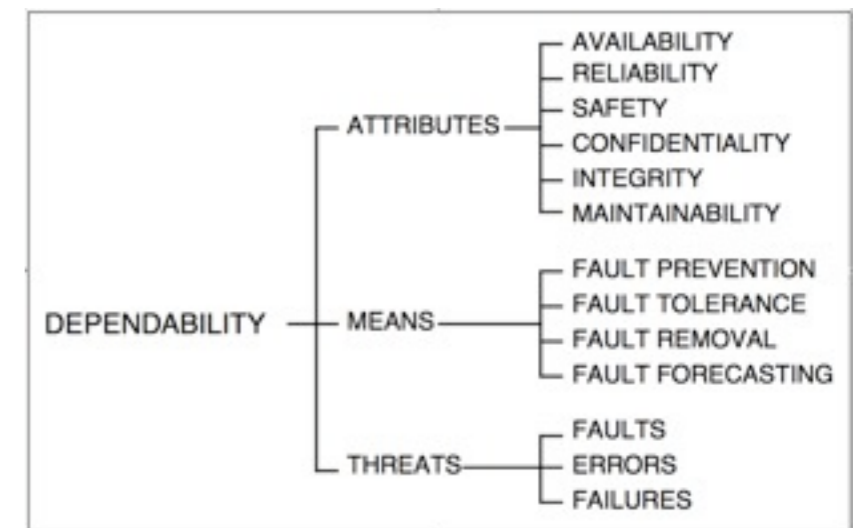 DEPENDABILITY
ATTRIBUTES
AVAILABILITY
RELIABILITY
SAFETY
CONFIDENTIALITY
INTEGRITY
MAINTAINABILITY
MEANS
FAULT PREVENTION
FAULT TOLERANCE
FAULT REMOVAL
FAULT FORECASTING
THREATS
FAULTS
ERRORS
FAILURES